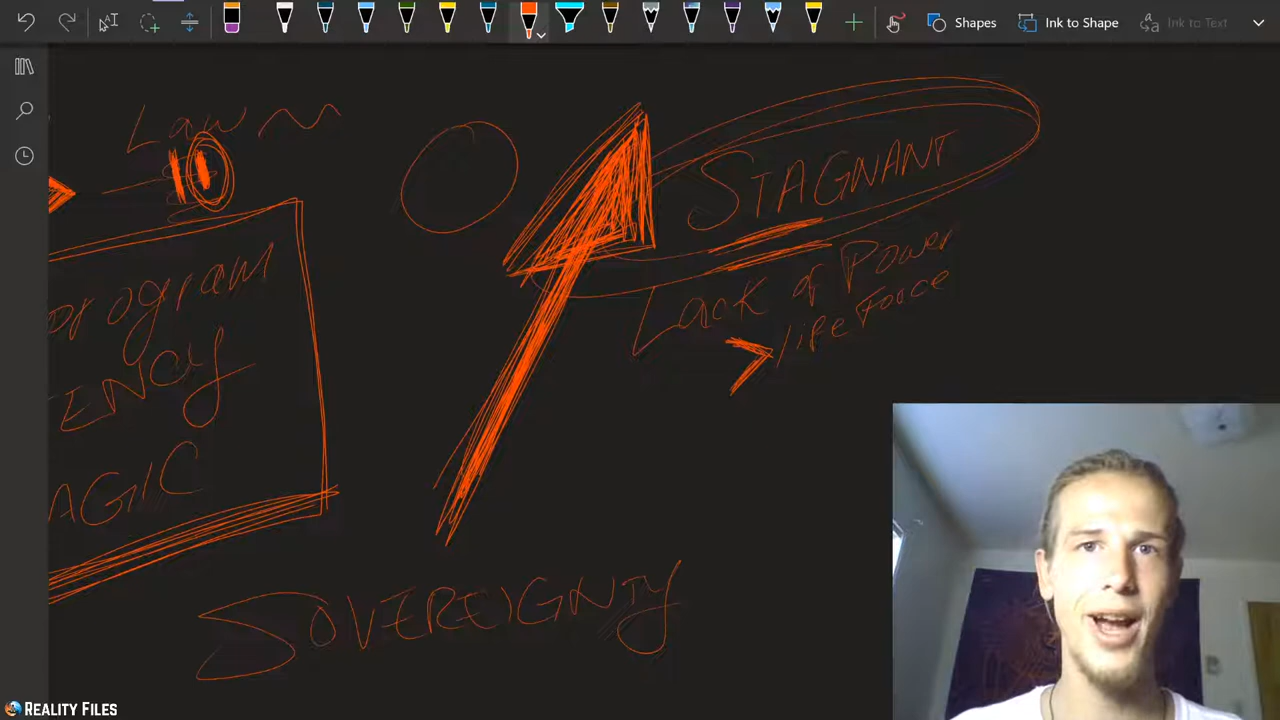 Shapes
Ink to Shape
Ink to Text
Law
STAGNANT
Lack of Power
life Force
program
ENCY
AGIC
SOVEREIGNTY
REALITY FILES